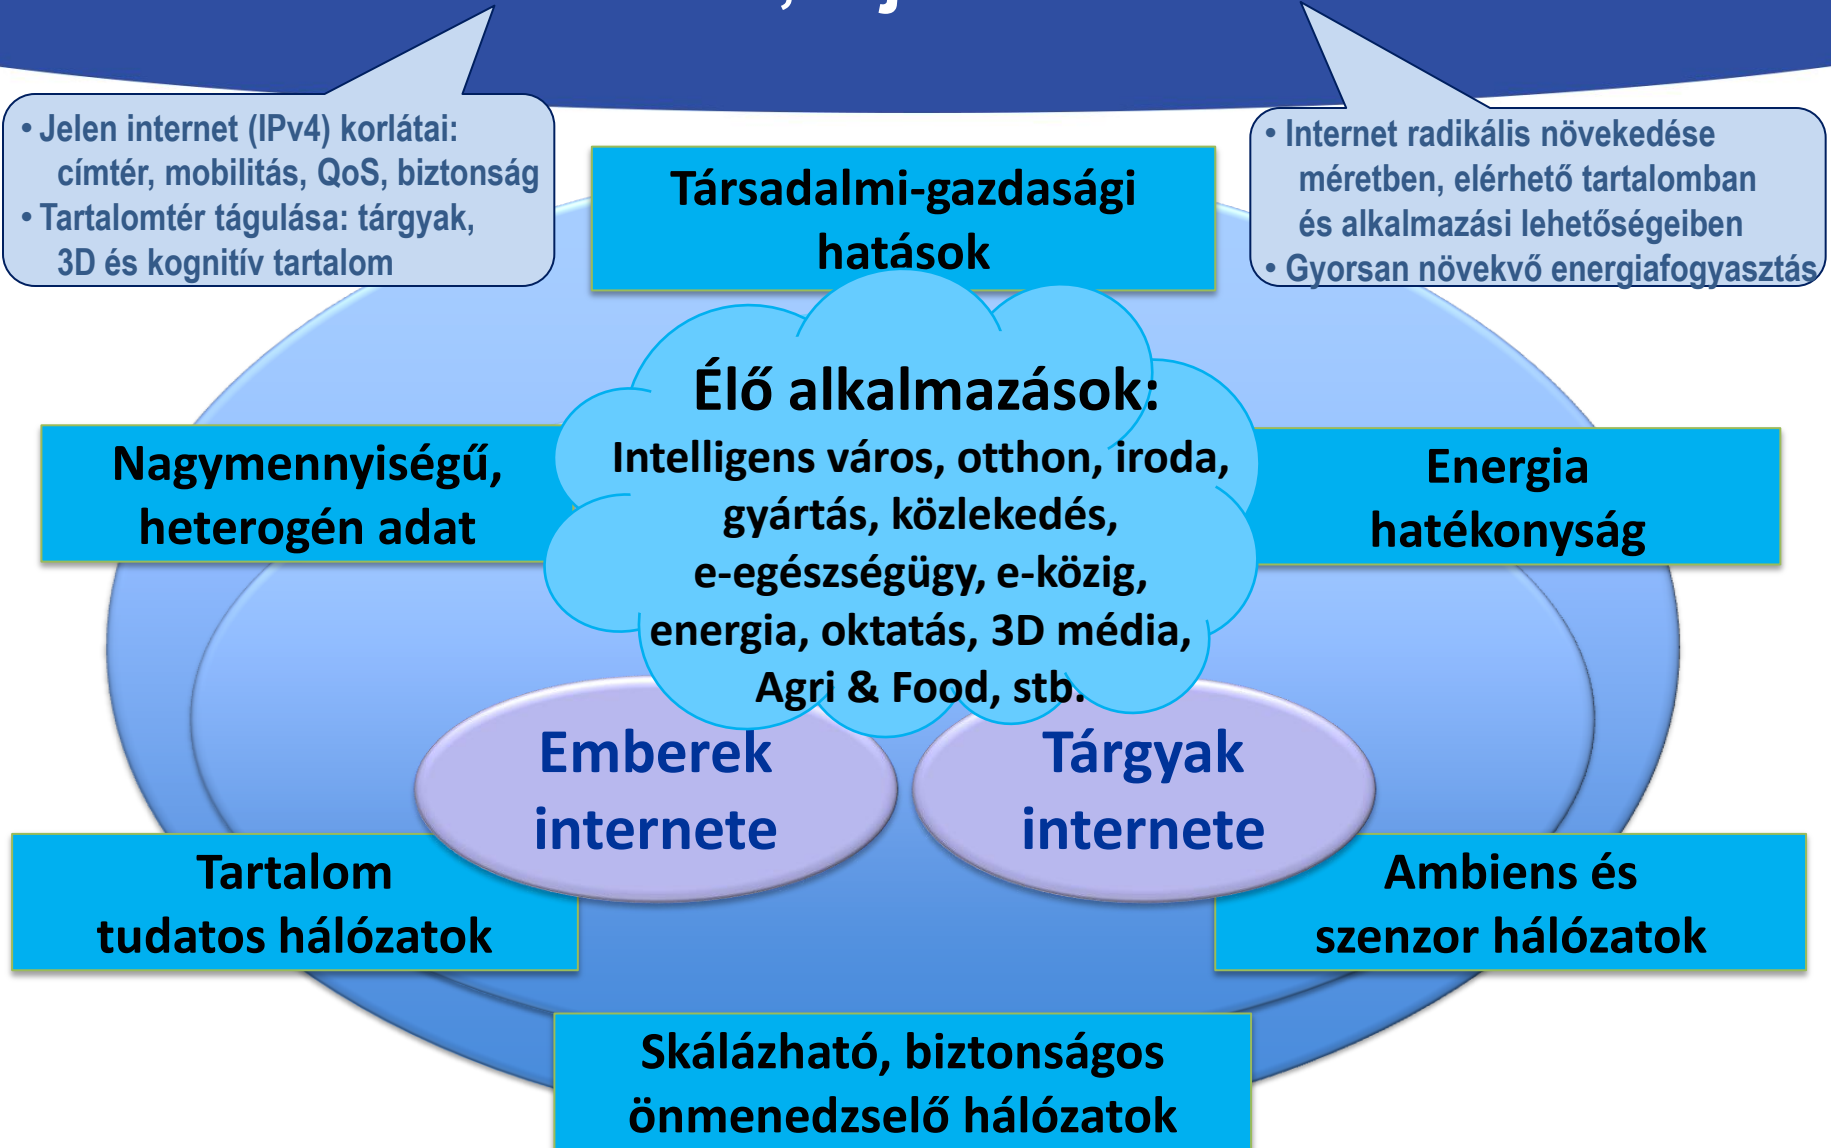 • Jelen internet (IPv4) korlátai:
címtér, mobilitás, QoS, biztonság
• Tartalomtér tágulása: tárgyak,
3D és kognitív tartalom
• Internet radikális növekedése
méretben, elérhető tartalomban
és alkalmazási lehetőségeiben
• Gyorsan növekvő energiafogyasztás
Társadalmi-gazdasági
hatások
Élő alkalmazások:
Intelligens város, otthon, iroda,
gyártás, közlekedés,
e-egészségügy, e-közig,
energia, oktatás, 3D média,
Agri & Food, stb.
Nagymennyiségű,
heterogén adat
Energia
hatékonyság
Emberek
internete
Tárgyak
internete
Tartalom
tudatos hálózatok
Ambiens és
szenzor hálózatok
Skálázható, biztonságos
önmenedzselő hálózatok